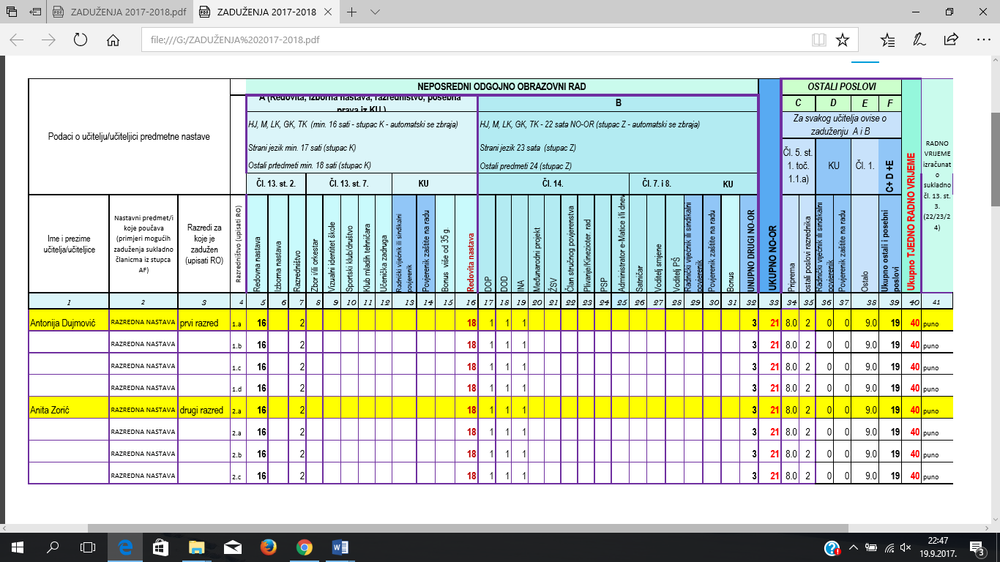 ZADUŽENJA 2017-2018.pdf
ZADUŽENJA 2017-2018
file:///G:/ZADUŽENJA%202017-2018.pdf
NEPOSREDNI ODGOJNO OBRAZOVNI RAD
OSTALI POSLOVI
A (Redovita, izborna nastava, razredništvo, posebna prava iz KU )
B
C D E F
Podaci o učitelju/učiteljici predmetne nastave
HJ, M, LK, GK, TK (min. 16 sati - stupac K - automatski se zbraja)
Strani jezik min. 17 sati (stupac K)
Ostali prtedmeti min. 18 sati (stupac K)
HJ, M, LK, GK, TK - 22 sata NO-OR (stupac Z - automatski se zbraja)
Strani jezik 23 sata (stupac Z)
Ostali predmeti 24 (stupac Z)
Za svakog učitelja ovise o
zaduženju A i B
Čl. 5. st.
1. toč.
1.1.a)
KU
Čl. 1.
C+ D +E
Ukupno TJEDNO RADNO VRIJEME
RADNO
VRIJEME
izračunat
o
sukladno
čl. 13. st.
3.
(22/23/2
4)
Čl. 13. st. 2.
Čl. 13. st. 7.
KU
Čl. 14.
Čl. 7. i 8.
KU
Ime i prezime
učitelja/učiteljice
Nastavni predmet/i
koje poučava
(primjeri mogućih
zaduženja sukladno
članicma iz stupca
AF)
Razredi za
koje je
zadužen
(upisati RO)
Razredništvo (upisati RO)
Redovna nastava
Izborna nastava
Razredništvo
Zbor i/ili orkestar
Vizualni identitet škole
Sportski klub/društvo
Klub mladih tehničara
Učenička zadruga
Radnički vijećnik ili sindikalni
povjerenik
Povjerenik zaštite na radu
Bonus više od 35 g.
Redovita nastava
DOP
DOD
INA
Međunarodni projekt
ŽSV
Član stručnog povjerenstva
Plivanje/Kinezioter. rad
PSP
Administrator e-Matice i/ili dnev
Satničar
Voditelj smjene
Voditelj PŠ
Radnički vijećnik ili sindikalni
povjerenik
Povjerenik zaštite na radu
Bonus
UNUPNO DRUGI NO-OR
UKUPNO NO-OR
Priprema
ostali poslovi razrednika
Radnički vijećnik ili sindikalni
povjerenik
Povjerenik zaštite na radu
Ostalo
Ukupno ostali i posebni
poslovi
1 2 3 4 5 6 7 8 9 10 11 12 13 14 15 16 17 18 19 20 21 22 23 24 25 26 27 28 29 30 31 32 33 34 35 36 37 38 39 40 41
Antonija Dujmović RAZREDNA NASTAVA prvi razred 1.a 16 2 18 1 1 1 3 21 8.0 2 0 0 9.0 19 40 puno
RAZREDNA NASTAVA 1.b 16 2 18 1 1 1 3 21 8.0 2 0 0 9.0 19 40 puno
RAZREDNA NASTAVA 1.c 16 2 18 1 1 1 3 21 8.0 2 0 0 9.0 19 40 puno
RAZREDNA NASTAVA 1.d 16 2 18 1 1 1 3 21 8.0 2 0 0 9.0 19 40 puno
Anita Zorić RAZREDNA NASTAVA drugi razred 2.a 16 2 18 1 1 1 3 21 8.0 2 0 0 9.0 19 40 puno
RAZREDNA NASTAVA 2.a 16 2 18 1 1 1 3 21 8.0 2 0 0 9.0 19 40 puno
RAZREDNA NASTAVA 2.b 16 2 18 1 1 1 3 21 8.0 2 0 0 9.0 19 40 puno
RAZREDNA NASTAVA 2.c 16 2 18 1 1 1 3 21 8.0 2 0 0 9.0 19 40 puno
22:47
19.9.2017.
3